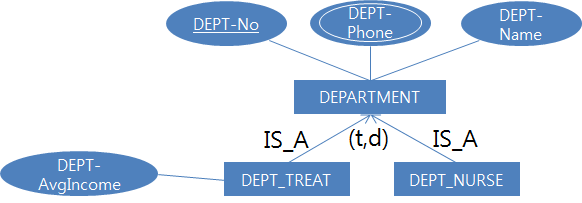 DEPT-No
DEPT-
Phone
DEPT-
Name
DEPARTMENT
IS_A
(t,d)
IS_A
DEPT-
AvgIncome
DEPT_TREAT
DEPT_NURSE